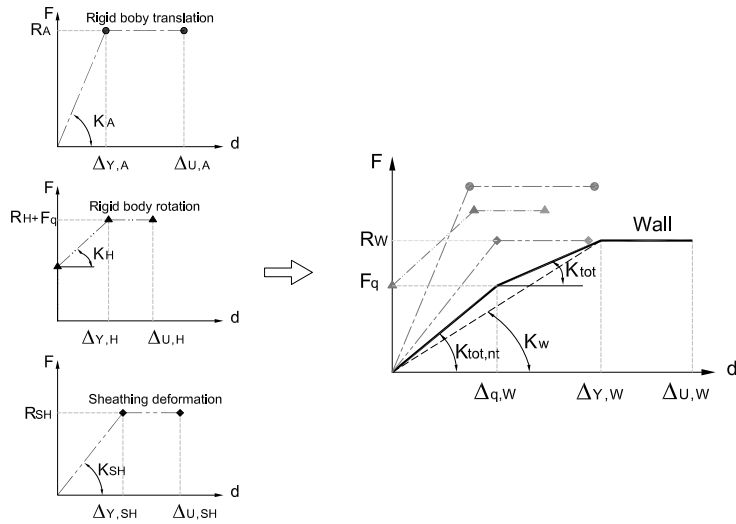 F
Rigid boby translation
RA
KA
d
ΔY,A
ΔU,A
F
Rigid body rotation
RH+Fq
KH
d
ΔY,H
ΔU,H
F
Sheathing deformation
RSH
KSH
d
ΔY,SH
ΔU,SH
F
Wall
RW
Ktot
Fq
Ktot,nt
KW
d
Δq,W
ΔY,W
ΔU,W